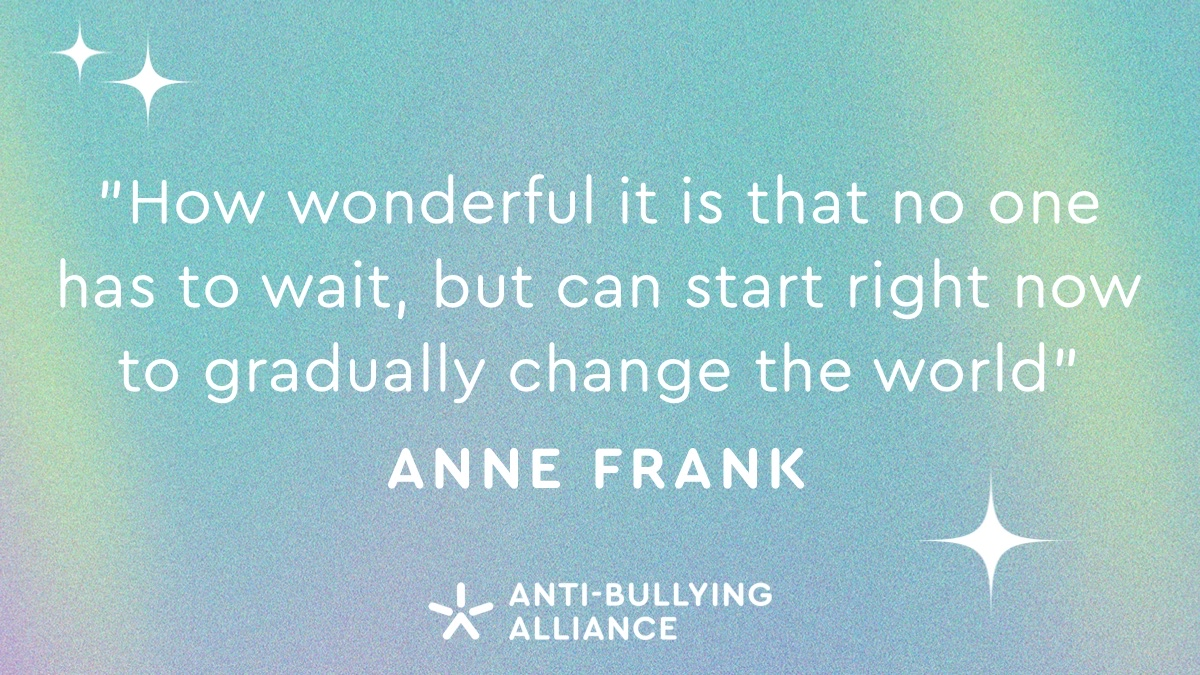 "How wonderful it is that no one
has to wait, but can start right now
to gradually change the world"
ANNE FRANK
ANTI-BULLYING
ALLIANCE